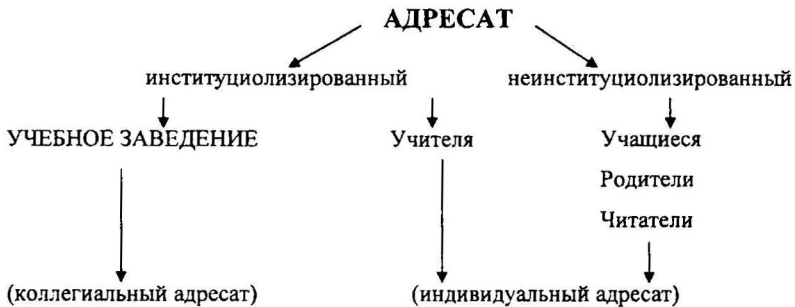 АДРЕСАТ
институциолизированный неинституциолизированный
УЧЕБНОЕ ЗАВЕДЕНИЕ Учителя Учащиеся
Родители
Читатели
(коллегиальный адресат) (индивидуальный адресат)